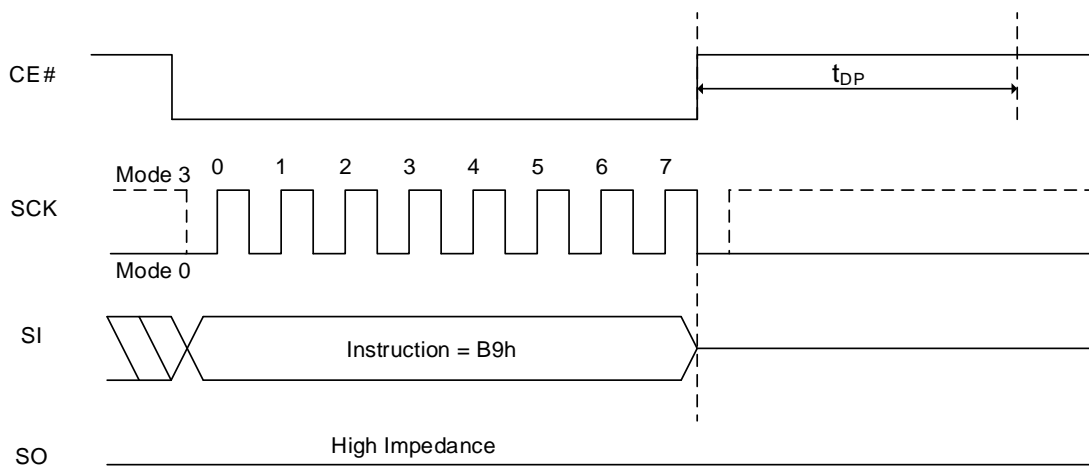 CE#
tDP
Mode 3
0 1 2 3 4 5 6 7
SCK
Mode 0
SI
Instruction = B9h
High Impedance
SO